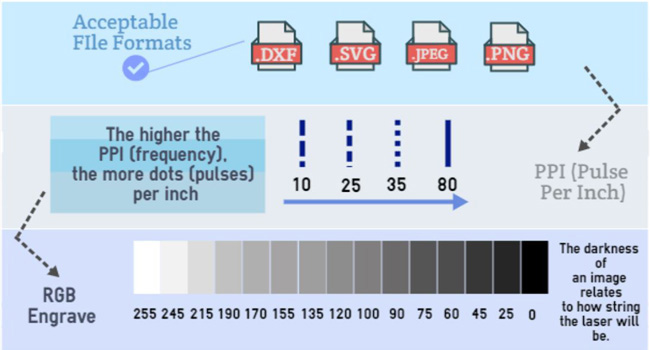 Acceptable
FIle Formats
.DXF
.SVG
.JPEG
.PNG
The higher the
PPI (frequency),
the more dots (pulses)
per inch
10 25 35 80
PPI (Pulse
Per Inch)
RGB
Engrave
255 245 215 190 170 155 135 120 100 90 75 60 45 25 0
The darkness
of
an image
relates
to how string
the laser will
be.